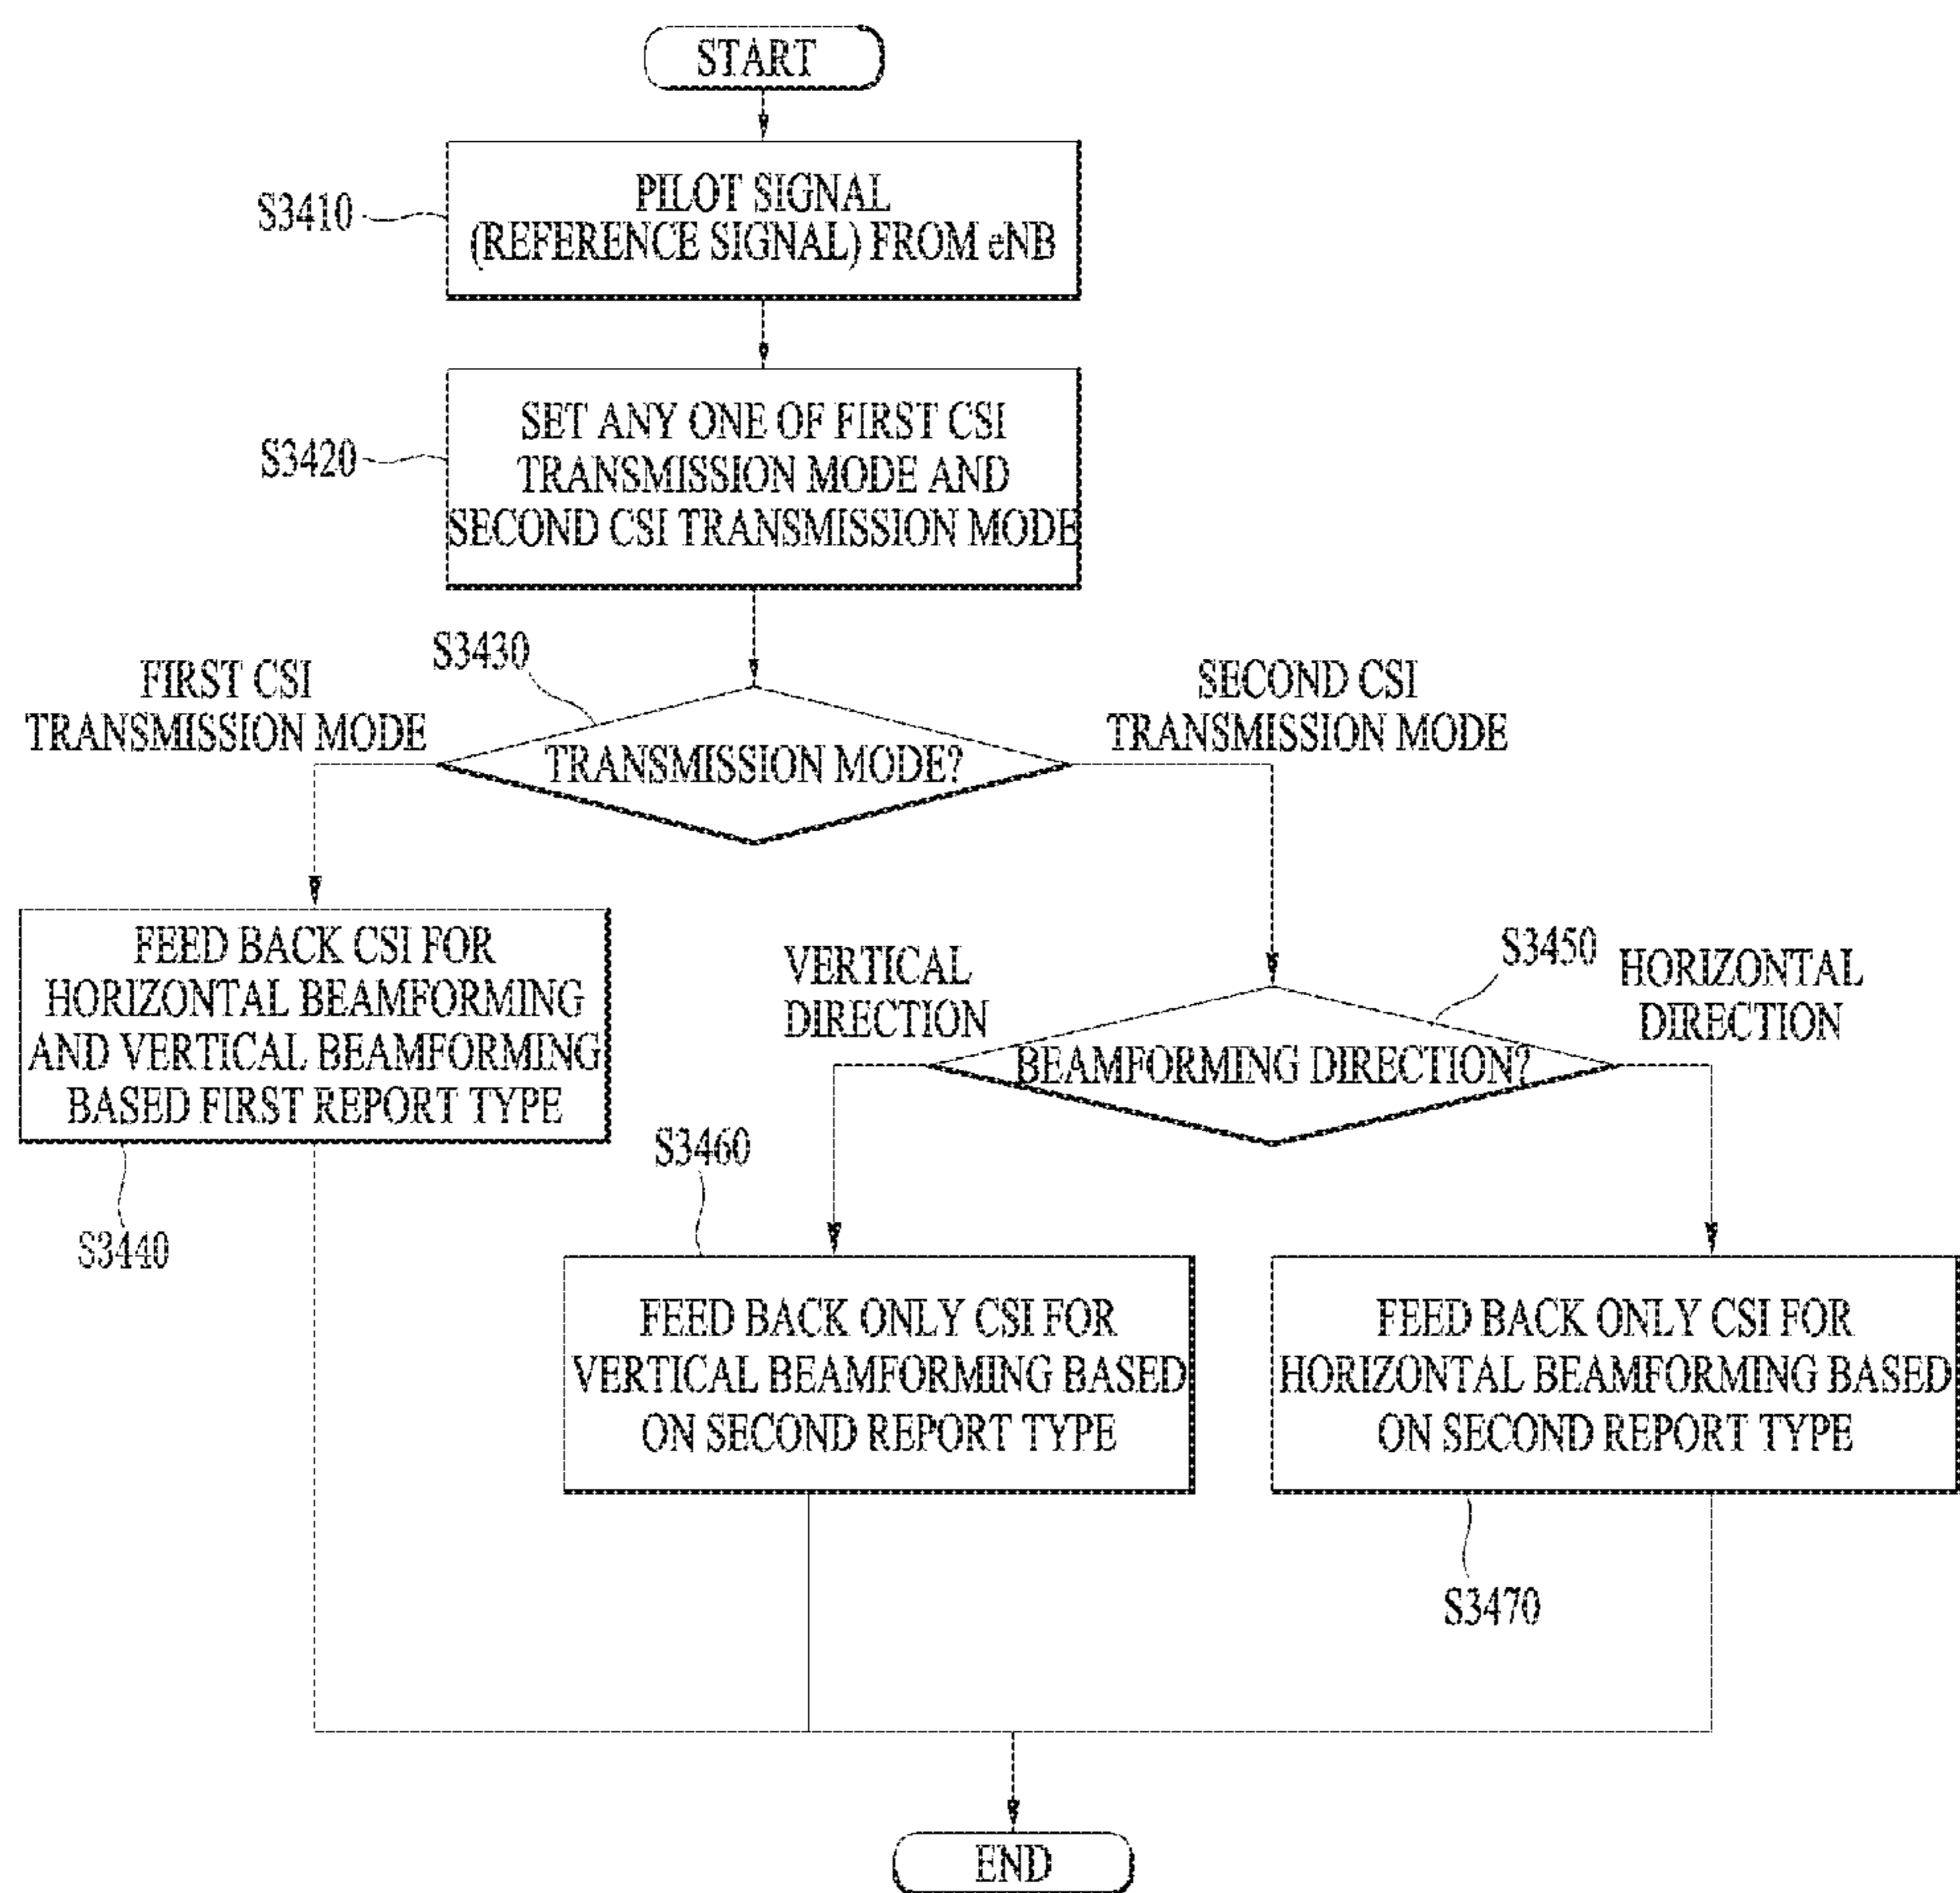 START
S3410
PILOT SIGNAL
(REFERENCE SIGNAL) FROM eNB
S3420
SET ANY ONE OF FIRST CSI
TRANSMISSION MODE AND
SECOND CSI TRANSMISSION MODE
S3430
FIRST CSI
TRANSMISSION MODE
SECOND CSI
TRANSMISSION MODE
TRANSMISSION MODE?
FEED BACK CSI FOR
HORIZONTAL BEAMFORMING
AND VERTICAL BEAMFORMING
BASED FIRST REPORT TYPE
S3440
VERTICAL
DIRECTION
S3450
HORIZONTAL
DIRECTION
BEAMFORMING DIRECTION?
S3460
FEED BACK ONLY CSI FOR
VERTICAL BEAMFORMING BASED
ON SECOND REPORT TYPE
FEED BACK ONLY CSI FOR
HORIZONTAL BEAMFORMING BASED
ON SECOND REPORT TYPE
S3470
END